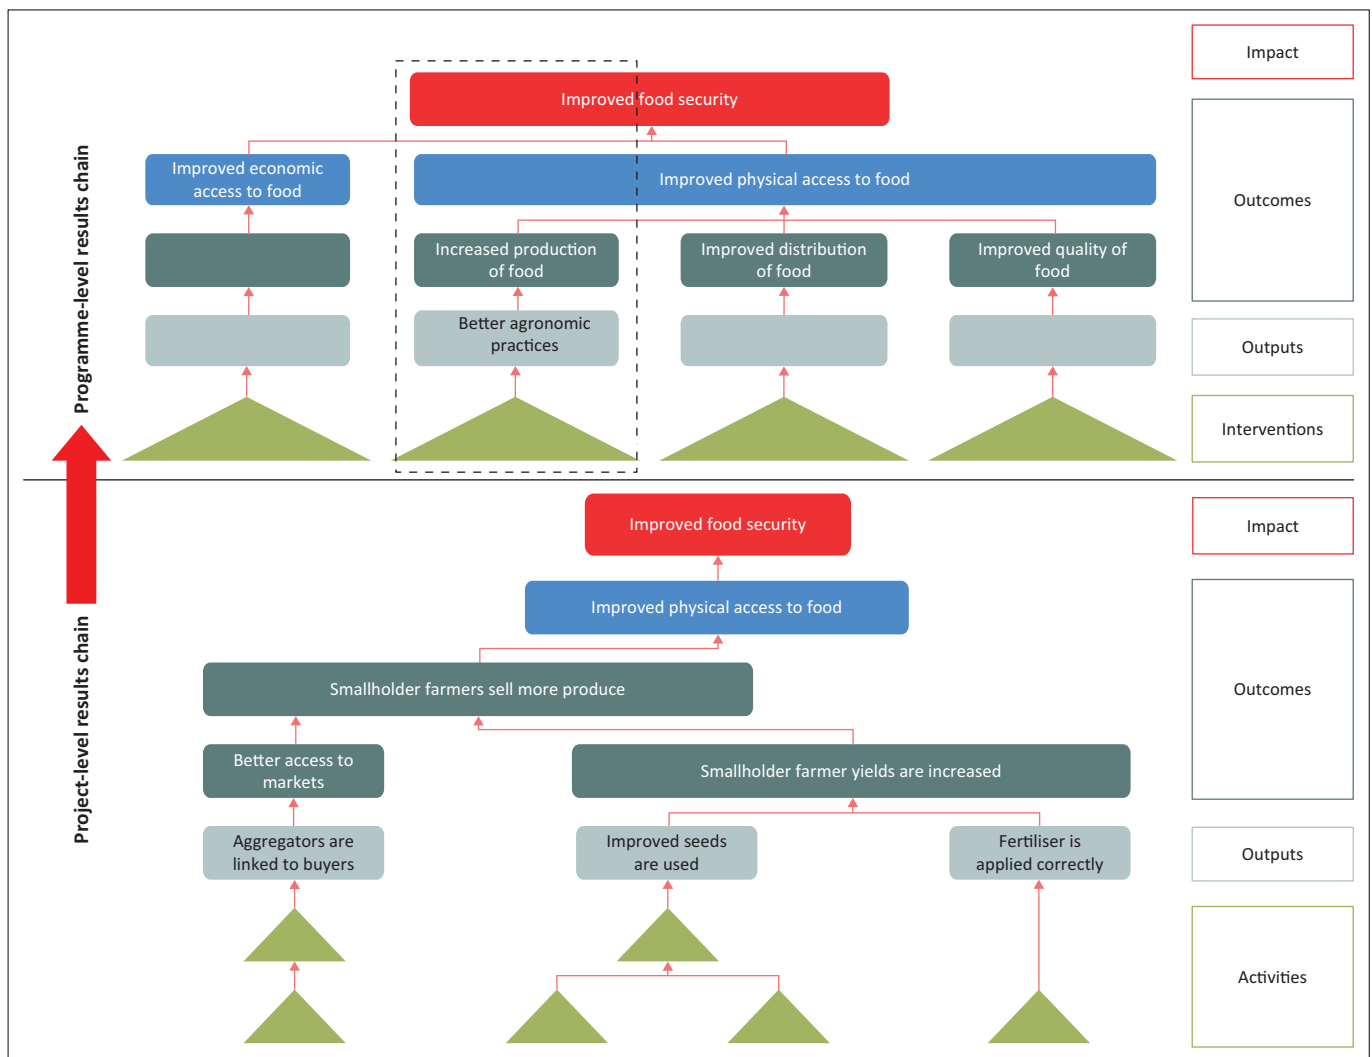 Programme-level results chain
Improved food security
Improved economic
access to food
Improved physical access to food
Increased production
of food
Improved distribution
of food
Improved quality of
food
Better agronomic
practices
Impact
Outcomes
Outputs
Interventions
Project-level results chain
Improved food security
Improved physical access to food
Smallholder farmers sell more produce
Better access to
markets
Smallholder farmer yields are increased
Aggregators are
linked to buyers
Improved seeds
are used
Fertiliser is
applied correctly
Impact
Outcomes
Outputs
Activities